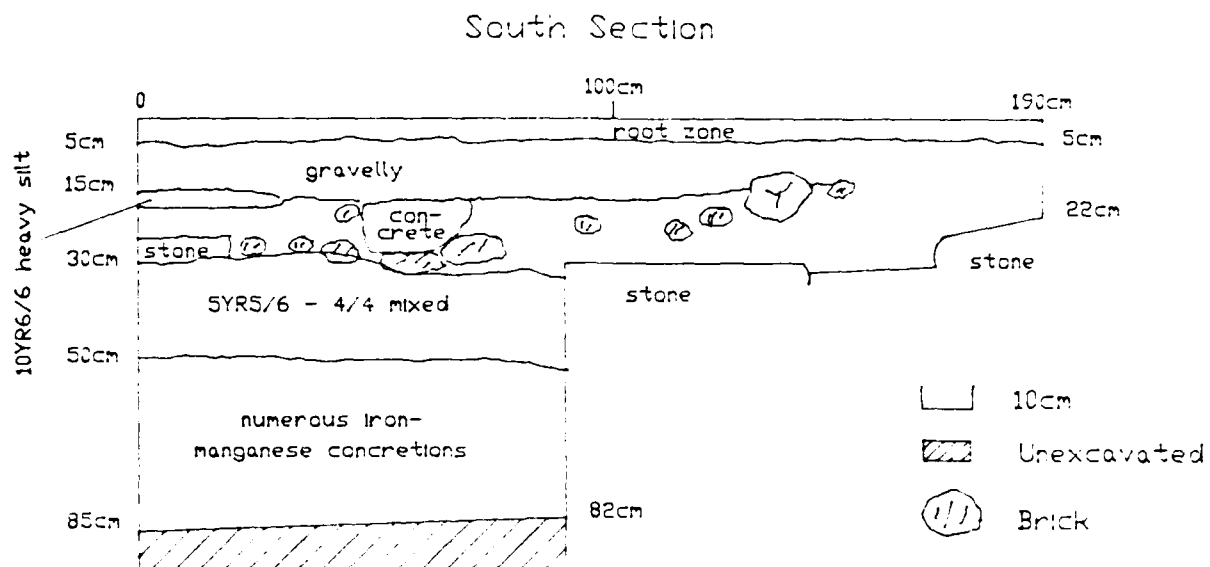 South Section
0
100cm
190cm
root zone
5cm
5cm
gravelly
15cm
10YR6/6 heavy silt
22cm
con-
crete
stone
30cm
stone
stone
5YR5/6 - 4/4 mixed
50cm
10cm
numerous iron-
manganese concretions
Unexcavated
85cm
82cm
Brick